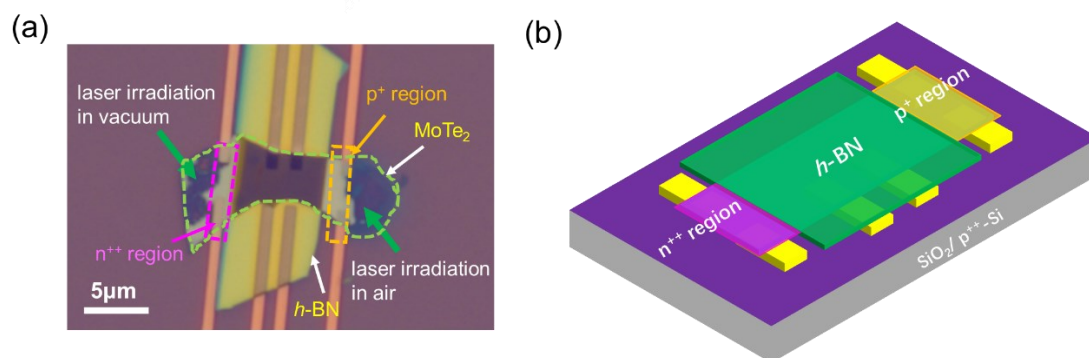 (a)
laser irradiation
in vacuum
p⁺ region
MoTe₂
n⁺⁺ region
5μm
h-BN
laser irradiation
in air
(b)
p⁺ region
h-BN
n⁺⁺ region
SiO₂/ p⁺⁺-Si